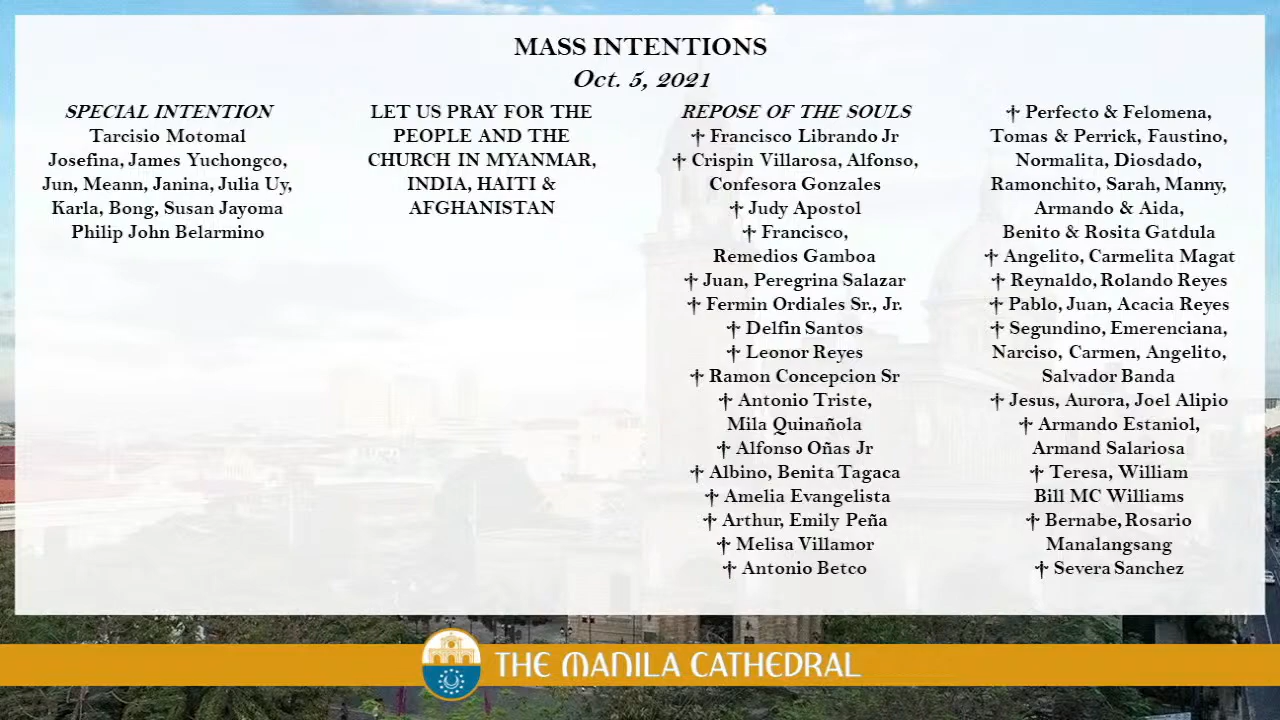 MASS INTENTIONS
Oct. 5, 2021
SPECIAL INTENTION
Tarcisio Motomal
Josefina, James Yuchongco,
Jun, Meann, Janina, Julia Uy,
Karla, Bong, Susan Jayoma
Philip John Belarmino
LET US PRAY FOR THE
PEOPLE AND THE
CHURCH IN MYANMAR,
INDIA, HAITI &
AFGHANISTAN
REPOSE OF THE SOULS
✝ Francisco Librando Jr
✝ Crispin Villarosa, Alfonso,
Confesora Gonzales
✝ Judy Apostol
✝ Francisco,
Remedios Gamboa
✝ Juan, Peregrina Salazar
✝ Fermin Ordiales Sr., Jr.
✝ Delfin Santos
✝ Leonor Reyes
✝ Ramon Concepcion Sr
✝ Antonio Triste,
Mila Quinañola
✝ Alfonso Oñas Jr
✝ Albino, Benita Tagaca
✝ Amelia Evangelista
✝ Arthur, Emily Peña
✝ Melisa Villamor
✝ Antonio Betco
✝ Perfecto & Felomena,
Tomas & Perrick, Faustino,
Normalita, Diosdado,
Ramonchito, Sarah, Manny,
Armando & Aida,
Benito & Rosita Gatdula
✝ Angelito, Carmelita Magat
✝ Reynaldo, Rolando Reyes
✝ Pablo, Juan, Acacia Reyes
✝ Segundino, Emerenciana,
Narciso, Carmen, Angelito,
Salvador Banda
✝ Jesus, Aurora, Joel Alipio
✝ Armando Estaniol,
Armand Salariosa
✝ Teresa, William
Bill MC Williams
✝ Bernabe, Rosario
Manalangsang
✝ Severa Sanchez
THE MANILA CATHEDRAL